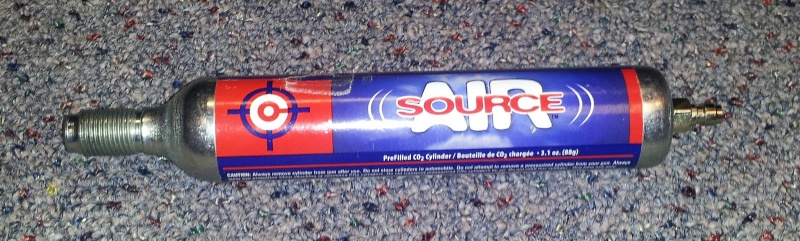 AIR SOURCE ™
PreFilled CO₂ Cylinder / Bouteille de CO₂ chargée • 3.1 oz. (88g)
CAUTION: Always remove cylinder from gun after use. Do not store cylinders in automobile. Do not attempt to remove a pressurized cylinder from your gun. Always